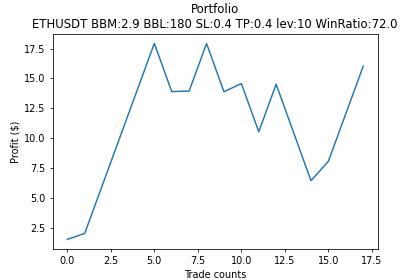 Portfolio
ETHUSDT BBM:2.9 BBL:180 SL:0.4 TP:0.4 lev:10 WinRatio:72.0
17.5
15.0
12.5
10.0
7.5
5.0
2.5
Profit ($)
0.0 2.5 5.0 7.5 10.0 12.5 15.0 17.5
Trade counts